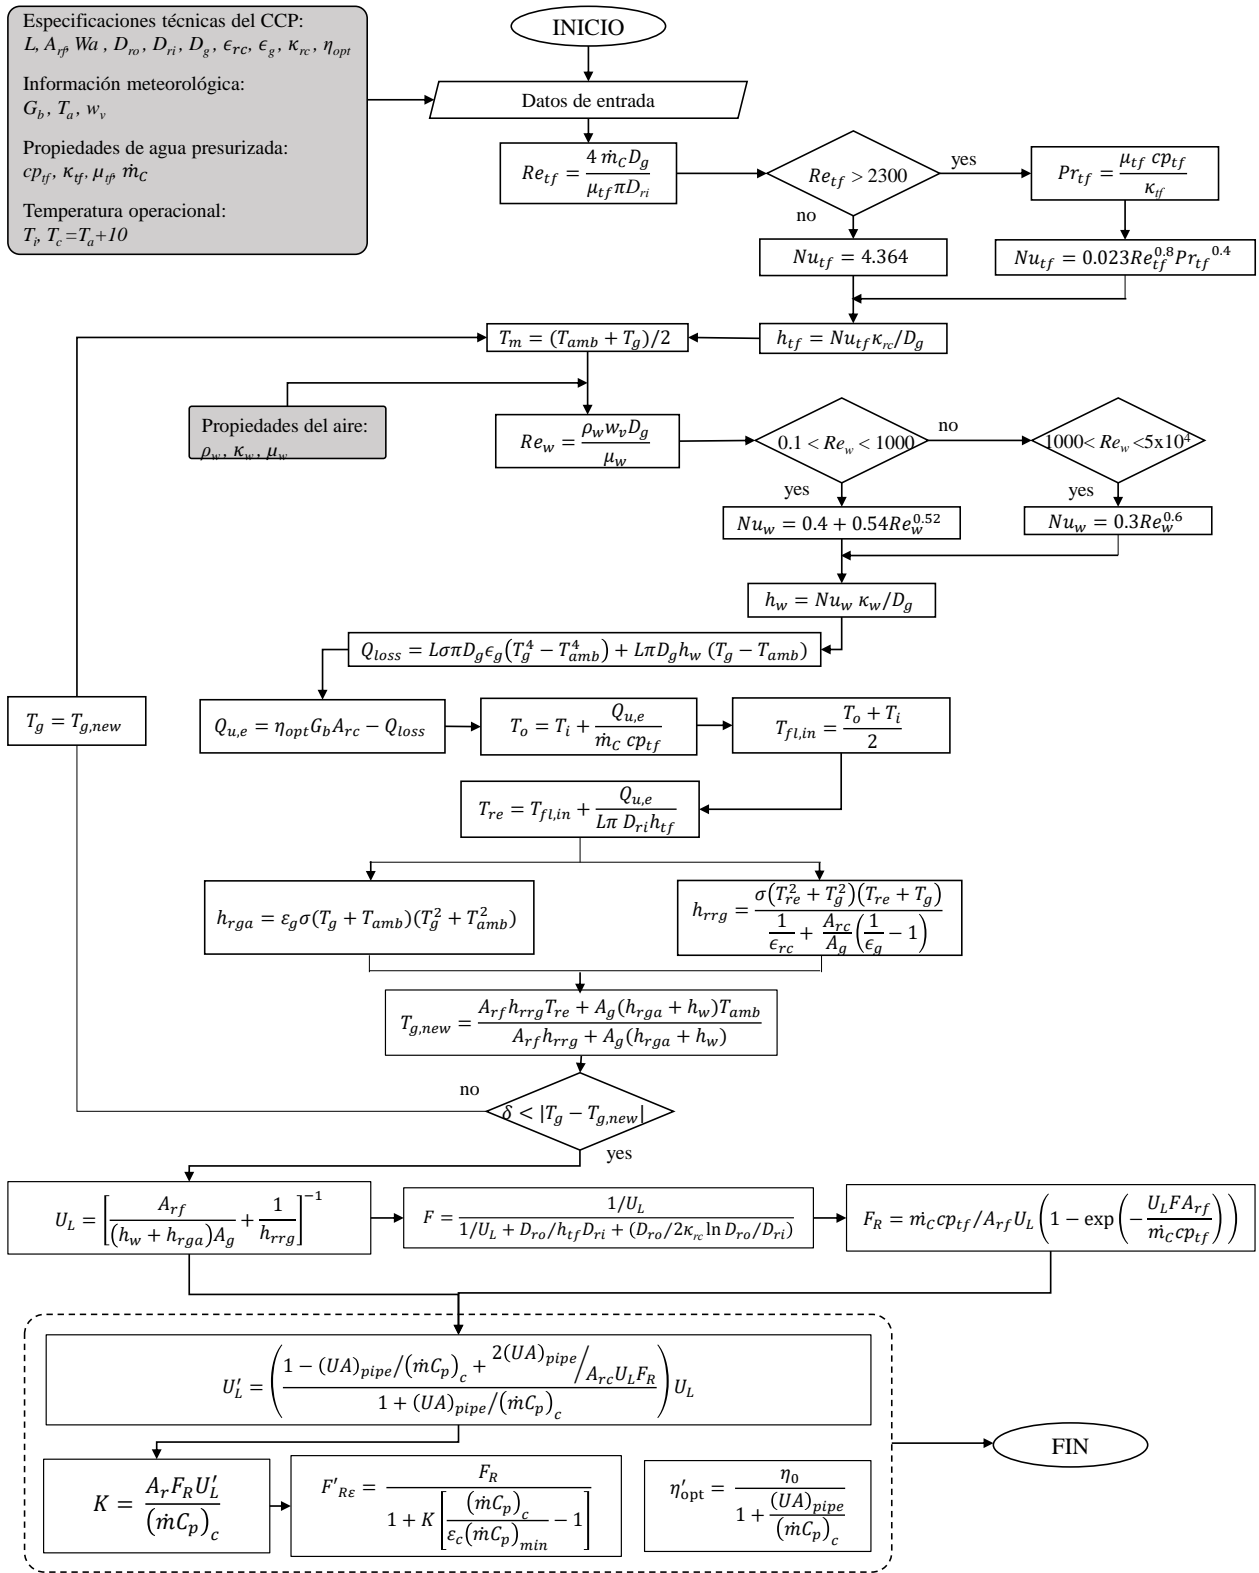 Especificaciones técnicas del CCP:
L, A_rf, Wa , D_ro, D_ri, D_g, ϵ_rc, ϵ_g, κ_rc, η_opt
Información meteorológica:
G_b, T_a, w_v
Propiedades de agua presurizada:
cp_tf, κ_tf, μ_tf, ṁ_C
Temperatura operacional:
T_i, T_c=T_a+10
INICIO
Datos de entrada
Re_tf = 4 ṁ_C D_g / μ_tf π D_ri
Re_tf > 2300
yes
Pr_tf = μ_tf cp_tf / κ_tf
no
Nu_tf = 4.364
Nu_tf = 0.023Re_tf^0.8 Pr_tf^0.4
T_m = (T_amb + T_g)/2
h_tf = Nu_tf κ_rc/D_g
Propiedades del aire:
ρ_w, κ_w, μ_w
Re_w = ρ_w w_v D_g / μ_w
0.1 < Re_w < 1000
no
1000< Re_w <5x10^4
yes
yes
Nu_w = 0.4 + 0.54Re_w^0.52
Nu_w = 0.3Re_w^0.6
h_w = Nu_w κ_w/D_g
Q_loss = LσπD_g ϵ_g(T_g^4 − T_amb^4) + LπD_g h_w (T_g − T_amb)
T_g = T_g,new
Q_u,e = η_opt G_b A_rc − Q_loss
T_o = T_i + Q_u,e / ṁ_C cp_tf
T_fl,in = T_o + T_i / 2
T_re = T_fl,in + Q_u,e / Lπ D_ri h_tf
h_rga = ε_g σ(T_g + T_amb)(T_g^2 + T_amb^2)
h_rrg = σ(T_re^2 + T_g^2)(T_re + T_g) / 1/ϵ_rc + A_rc/A_g (1/ϵ_g − 1)
T_g,new = A_rf h_rrg T_re + A_g(h_rga + h_w)T_amb / A_rf h_rrg + A_g(h_rga + h_w)
no
δ < |T_g − T_g,new|
yes
U_L = [A_rf / (h_w + h_rga)A_g + 1/h_rrg]^−1
F = 1/U_L / 1/U_L + D_ro/h_tf D_ri + (D_ro/2κ_rc ln D_ro/D_ri)
F_R = ṁ_C cp_tf/A_rf U_L (1 − exp(− U_L F A_rf / ṁ_C cp_tf))
U'_L = (1 − (UA)_pipe/(ṁC_p)_c + 2(UA)_pipe/A_rc U_L F_R / 1 + (UA)_pipe/(ṁC_p)_c) U_L
FIN
K = A_r F_R U'_L / (ṁC_p)_c
F'_Rε = F_R / 1 + K [(ṁC_p)_c / ε_c(ṁC_p)_min − 1]
η'_opt = η_0 / 1 + (UA)_pipe / (ṁC_p)_c